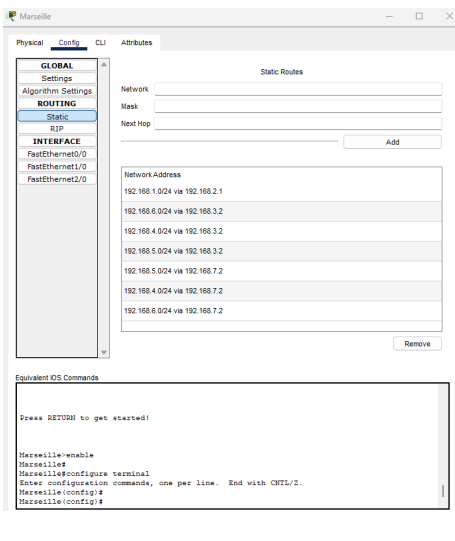 Marseille
Physical Config CLI Attributes
GLOBAL
Settings
Algorithm Settings
ROUTING
Static
RIP
INTERFACE
FastEthernet0/0
FastEthernet1/0
FastEthernet2/0
Static Routes
Network
Mask
Next Hop
Add
Network Address
192.168.1.0/24 via 192.168.2.1
192.168.6.0/24 via 192.168.3.2
192.168.4.0/24 via 192.168.3.2
192.168.5.0/24 via 192.168.3.2
192.168.5.0/24 via 192.168.7.2
192.168.4.0/24 via 192.168.7.2
192.168.6.0/24 via 192.168.7.2
Remove
Equivalent IOS Commands
Press RETURN to get started!
Marseille>enable
Marseille#
Marseille#configure terminal
Enter configuration commands, one per line. End with CNTL/Z.
Marseille(config)#
Marseille(config)#